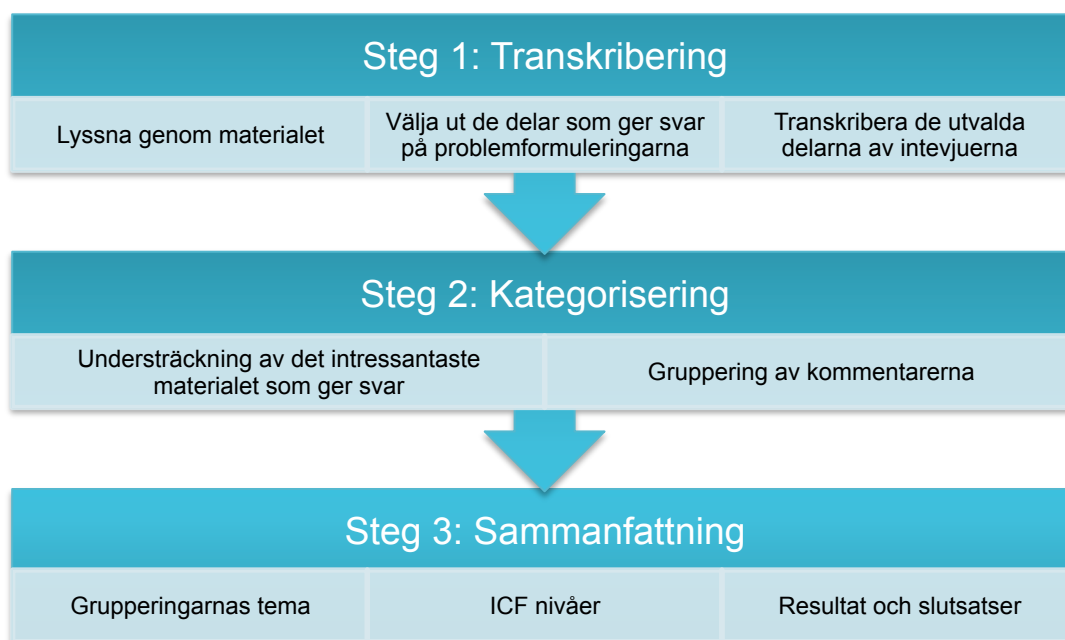 Steg 1: Transkribering
Lyssna genom materialet
Välja ut de delar som ger svar
på problemformuleringarna
Transkribera de utvalda
delarna av intevjuerna
Steg 2: Kategorisering
Understräckning av det intressantaste
materialet som ger svar
Gruppering av kommentarerna
Steg 3: Sammanfattning
Grupperingarnas tema
ICF nivåer
Resultat och slutsatser